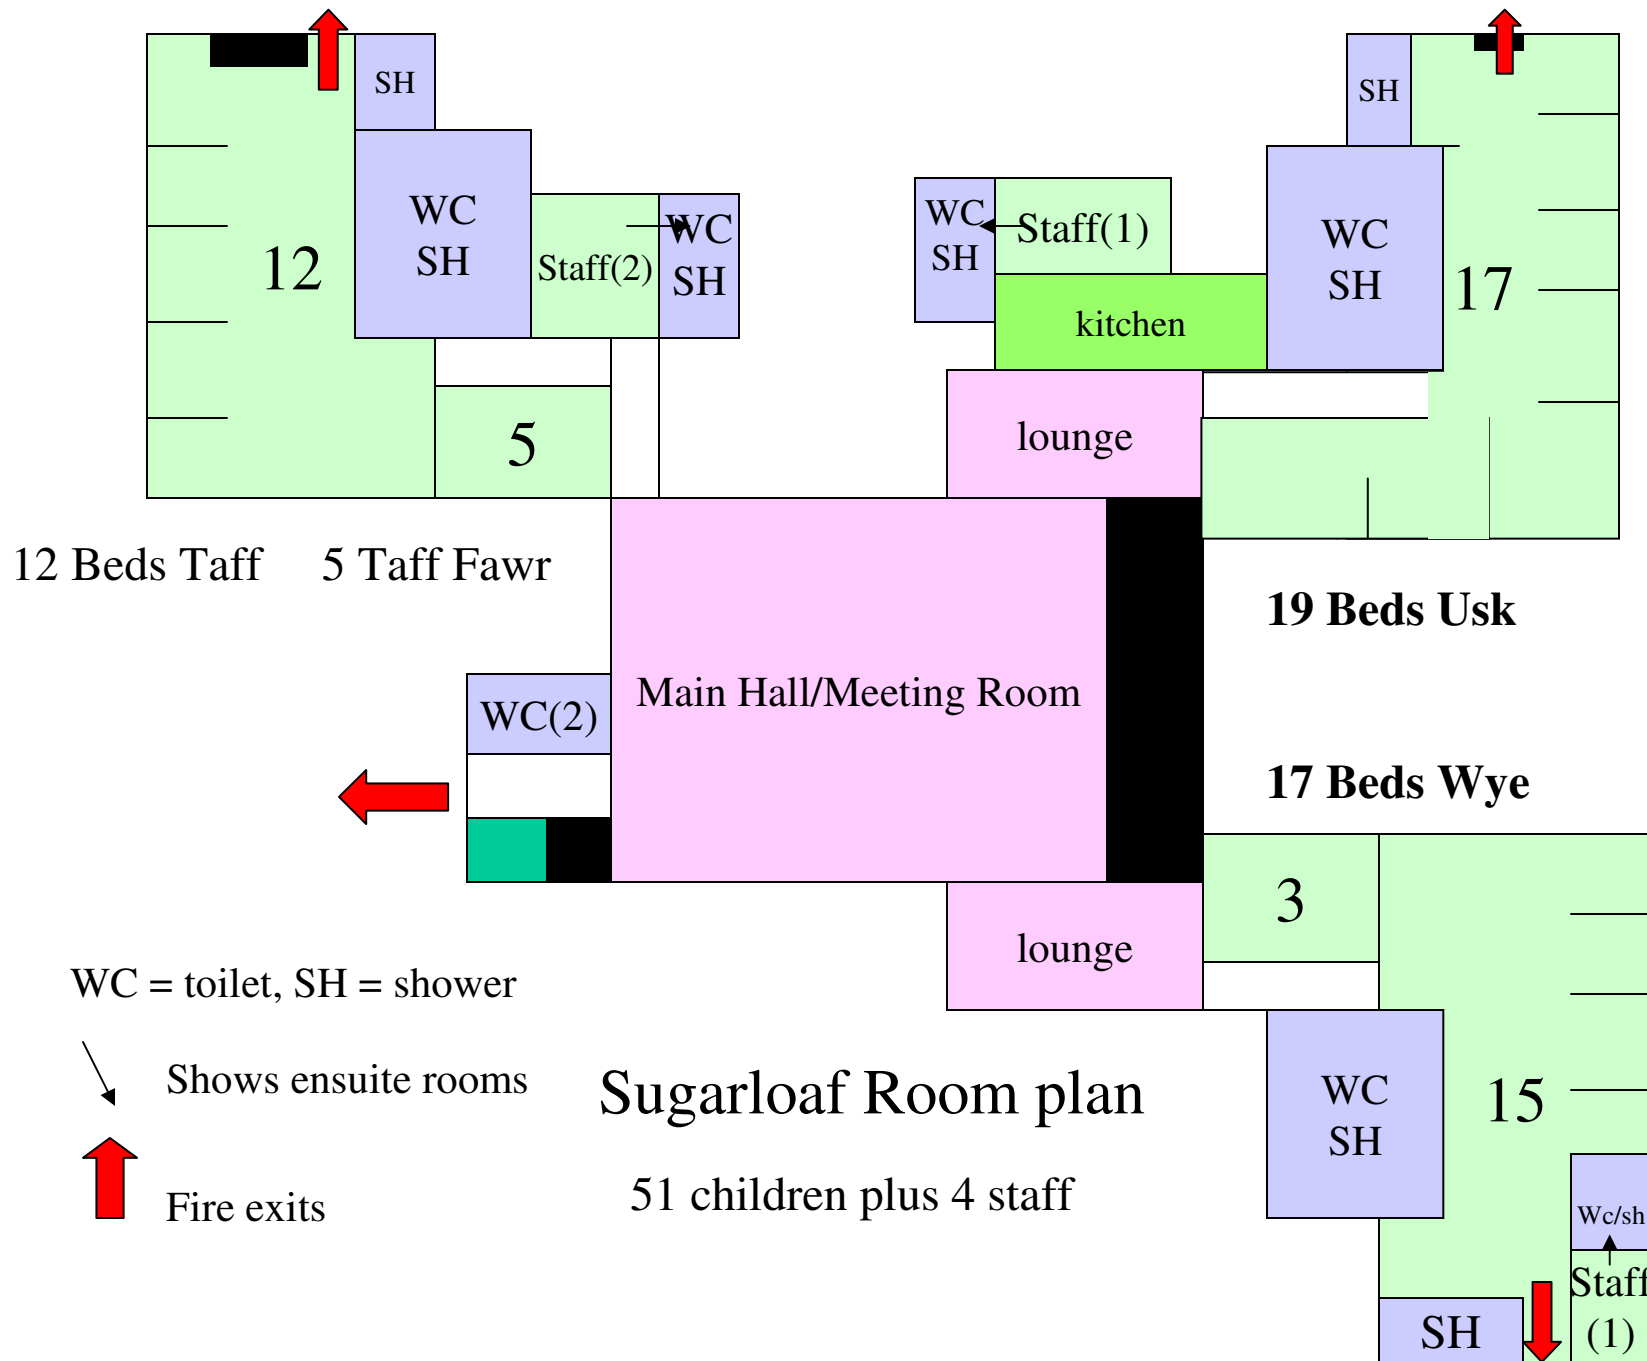 SH
WC
SH
12
Staff(2)
WC
SH
5
WC
SH
Staff(1)
kitchen
lounge
SH
WC
SH
17
12 Beds Taff
5 Taff Fawr
19 Beds Usk
Main Hall/Meeting Room
WC(2)
17 Beds Wye
3
lounge
WC = toilet, SH = shower
Shows ensuite rooms
Fire exits
Sugarloaf Room plan
51 children plus 4 staff
WC
SH
15
Wc/sh
Staff
(1)
SH